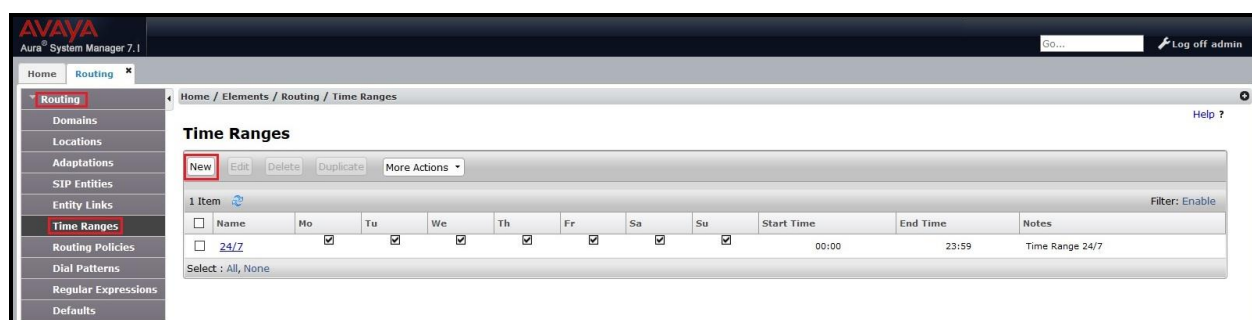 AVAYA
Aura® System Manager 7.1
Go...
Log off admin
Home
Routing ×
Routing
Domains
Locations
Adaptations
SIP Entities
Entity Links
Time Ranges
Routing Policies
Dial Patterns
Regular Expressions
Defaults
Home / Elements / Routing / Time Ranges
Help ?
Time Ranges
New Edit Delete Duplicate More Actions
1 Item
Filter: Enable
Name Mo Tu We Th Fr Sa Su Start Time End Time Notes
24/7 00:00 23:59 Time Range 24/7
Select : All, None